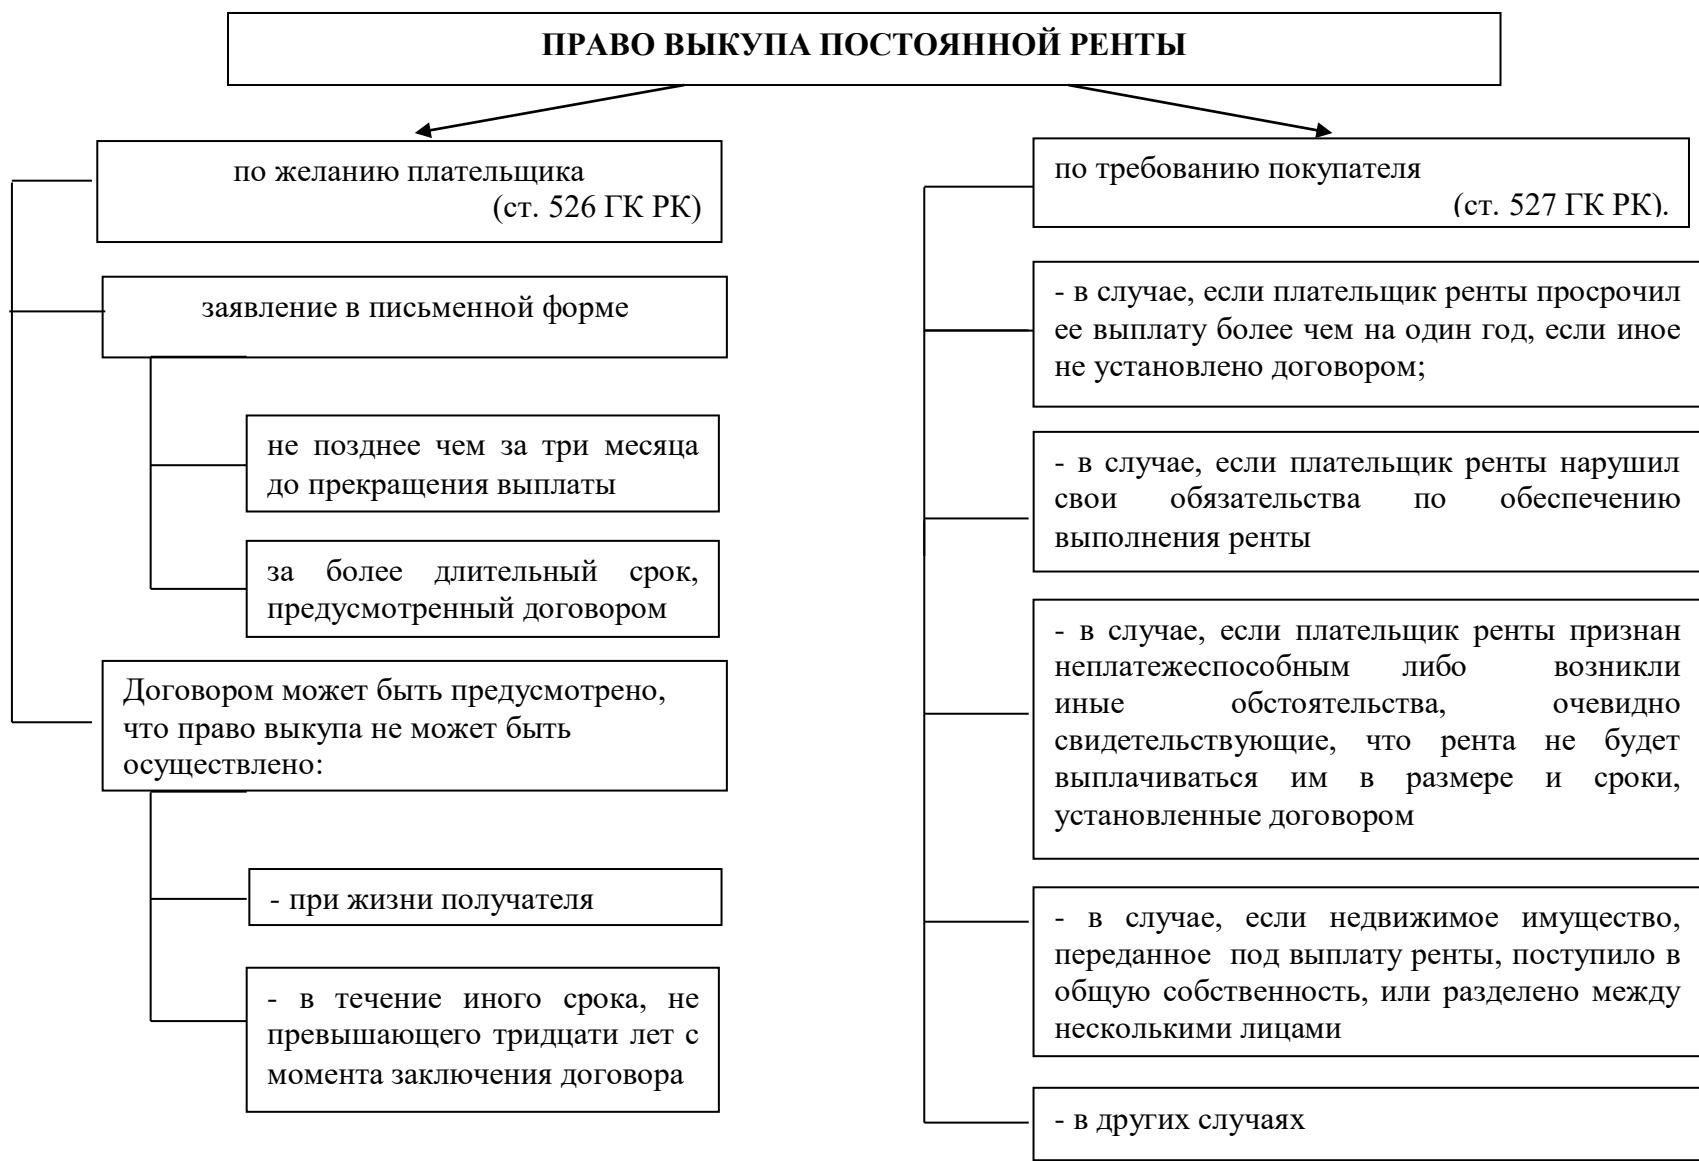 ПРАВО ВЫКУПА ПОСТОЯННОЙ РЕНТЫ
по желанию плательщика
(ст. 526 ГК РК)
заявление в письменной форме
не позднее чем за три месяца
до прекращения выплаты
за более длительный срок,
предусмотренный договором
Договором может быть предусмотрено,
что право выкупа не может быть
осуществлено:
- при жизни получателя
- в течение иного срока, не
превышающего тридцати лет с
момента заключения договора
по требованию покупателя
(ст. 527 ГК РК).
- в случае, если плательщик ренты просрочил
ее выплату более чем на один год, если иное
не установлено договором;
- в случае, если плательщик ренты нарушил
свои обязательства по обеспечению
выполнения ренты
- в случае, если плательщик ренты признан
неплатежеспособным либо возникли
иные обстоятельства, очевидно
свидетельствующие, что рента не будет
выплачиваться им в размере и сроки,
установленные договором
- в случае, если недвижимое имущество,
переданное под выплату ренты, поступило в
общую собственность, или разделено между
несколькими лицами
- в других случаях